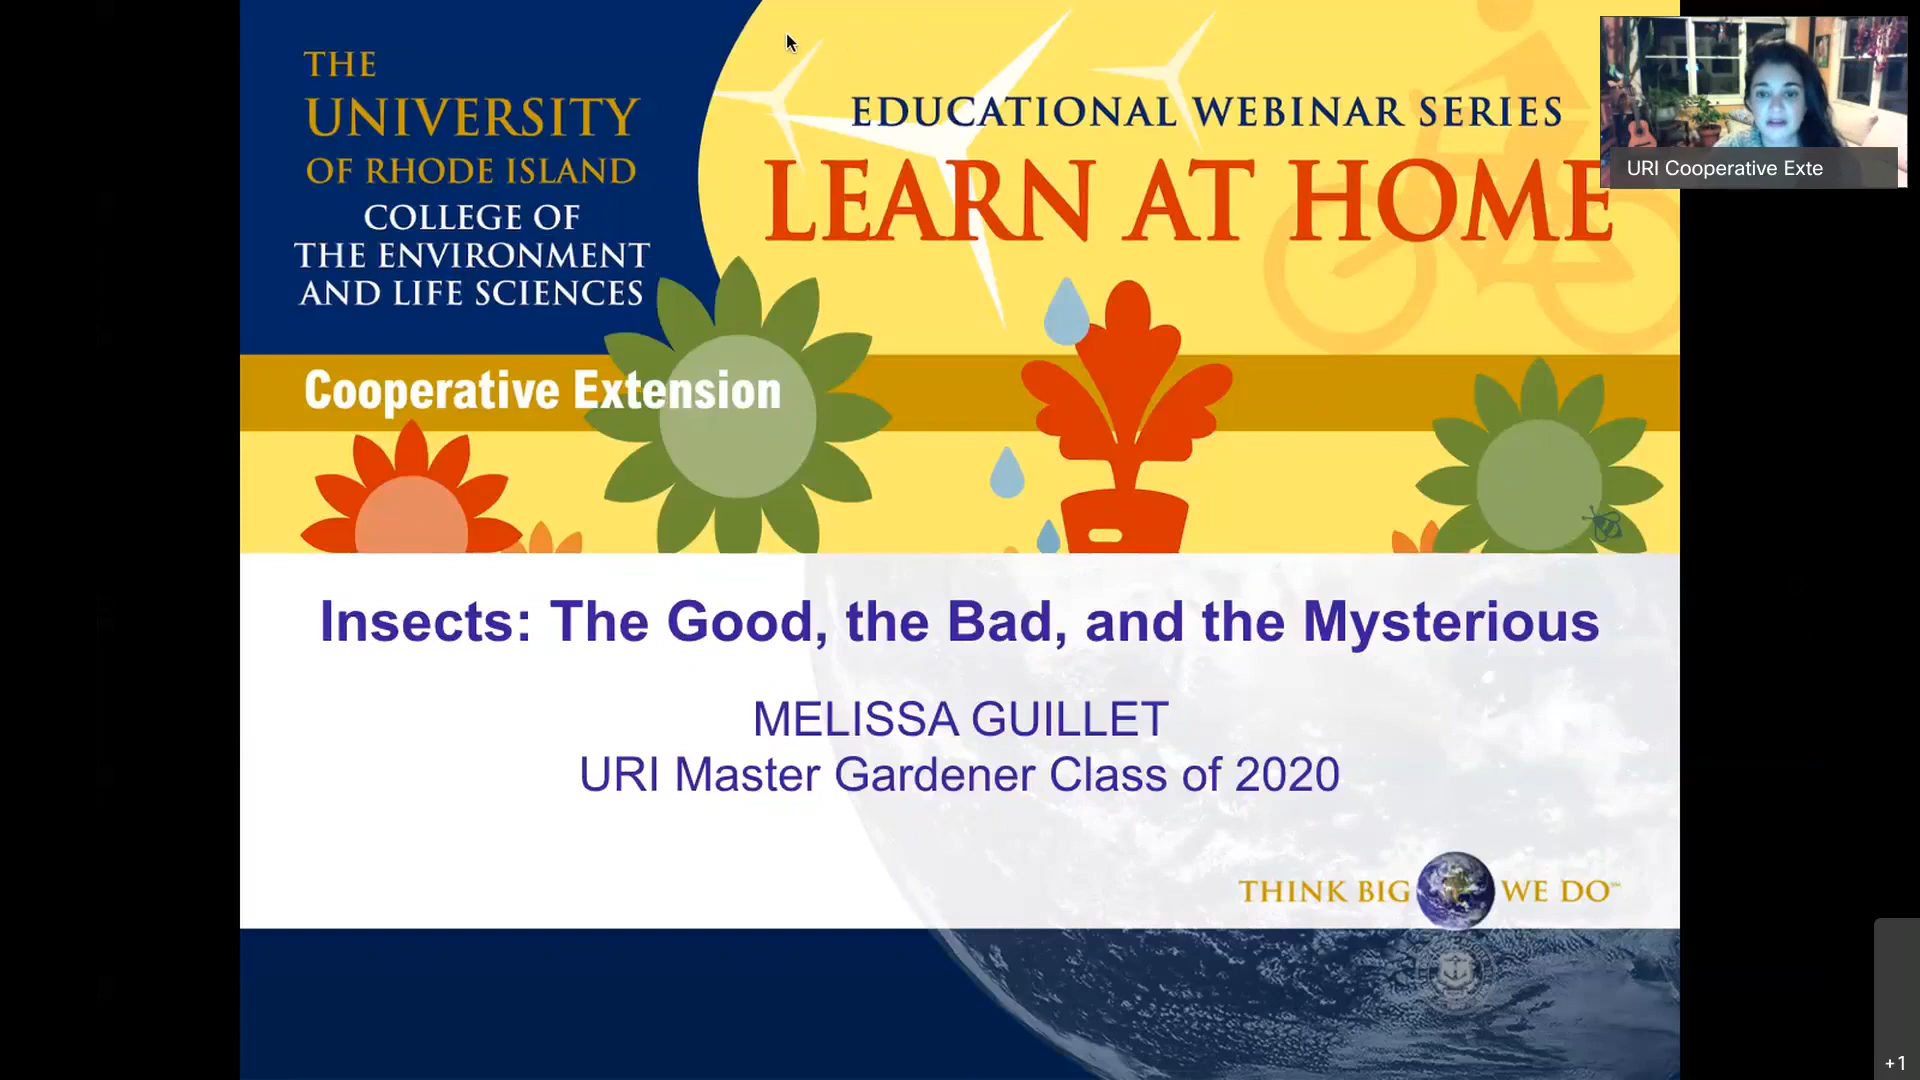 THE
UNIVERSITY
OF RHODE ISLAND
COLLEGE OF
THE ENVIRONMENT
AND LIFE SCIENCES
EDUCATIONAL WEBINAR SERIES
LEARN AT HOME
URI Cooperative Exte
Cooperative Extension
Insects: The Good, the Bad, and the Mysterious
MELISSA GUILLET
URI Master Gardener Class of 2020
THINK BIG WE DO℠
+1